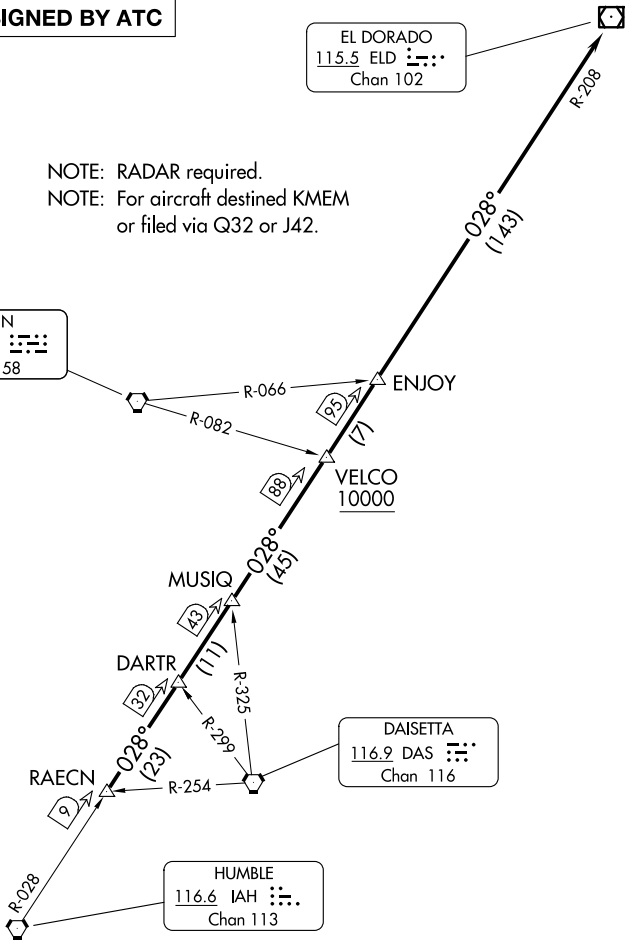 SIGNED BY ATC
EL DORADO
115.5 ELD
Chan 102
R-208
NOTE: RADAR required.
NOTE: For aircraft destined KMEM
or filed via Q32 or J42.
028°
(143)
N
58
R-066
ENJOY
95
R-082
(7)
VELCO
10000
88
028°
(45)
MUSIQ
43
(11)
DARTR
32
R-325
R-299
028°
(23)
RAECN
9
R-254
DAISETTA
116.9 DAS
Chan 116
R-028
HUMBLE
116.6 IAH
Chan 113